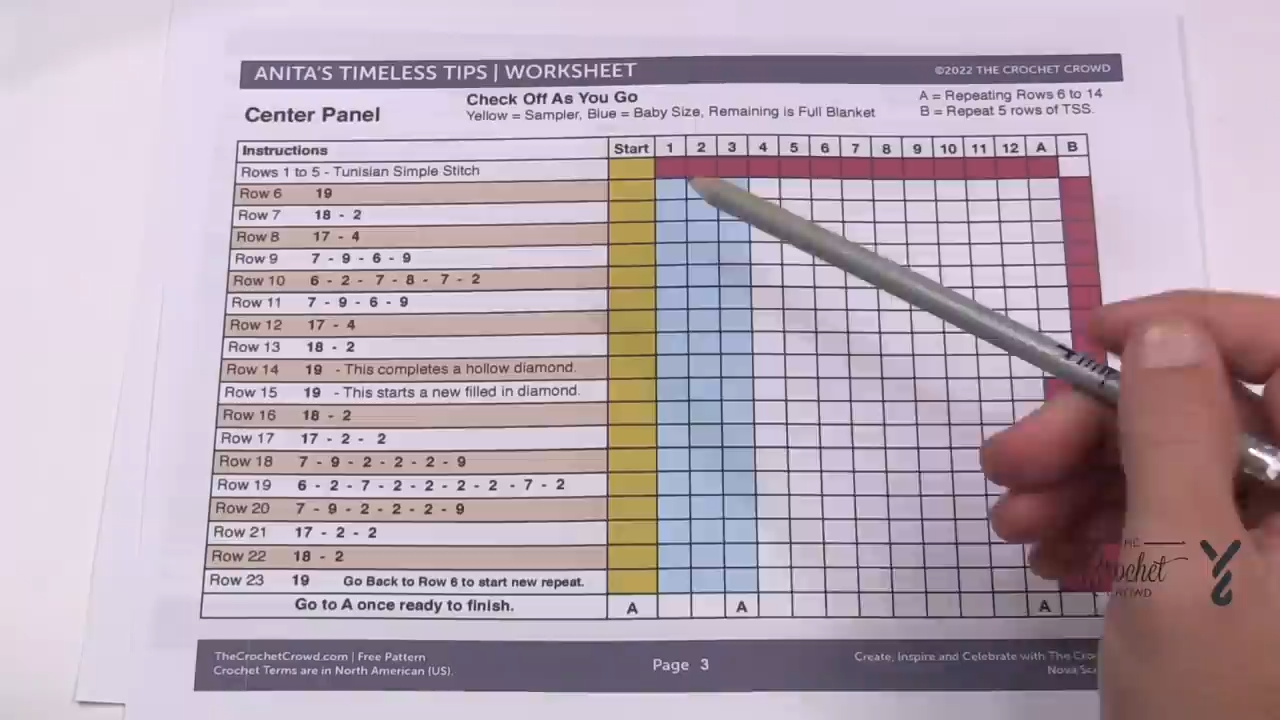 ANITA'S TIMELESS TIPS | WORKSHEET ©2022 THE CROCHET CROWD
Center Panel
Check Off As You Go
Yellow = Sampler, Blue = Baby Size, Remaining is Full Blanket
A = Repeating Rows 6 to 14
B = Repeat 5 rows of TSS.
Instructions Start 1 2 3 4 5 6 7 8 9 10 11 12 A B
Rows 1 to 5 - Tunisian Simple Stitch
Row 6 19
Row 7 18 - 2
Row 8 17 - 4
Row 9 7 - 9 - 6 - 9
Row 10 6 - 2 - 7 - 8 - 7 - 2
Row 11 7 - 9 - 6 - 9
Row 12 17 - 4
Row 13 18 - 2
Row 14 19 - This completes a hollow diamond.
Row 15 19 - This starts a new filled in diamond.
Row 16 18 - 2
Row 17 17 - 2 - 2
Row 18 7 - 9 - 2 - 2 - 2 - 9
Row 19 6 - 2 - 7 - 2 - 2 - 2 - 2 - 7 - 2
Row 20 7 - 9 - 2 - 2 - 2 - 9
Row 21 17 - 2 - 2
Row 22 18 - 2
Row 23 19 Go Back to Row 6 to start new repeat.
Go to A once ready to finish. A A A
TheCrochetCrowd.com | Free Pattern
Crochet Terms are in North American (US).
Page 3
Create, Inspire and Celebrate with The
THE
Crochet
CROWD